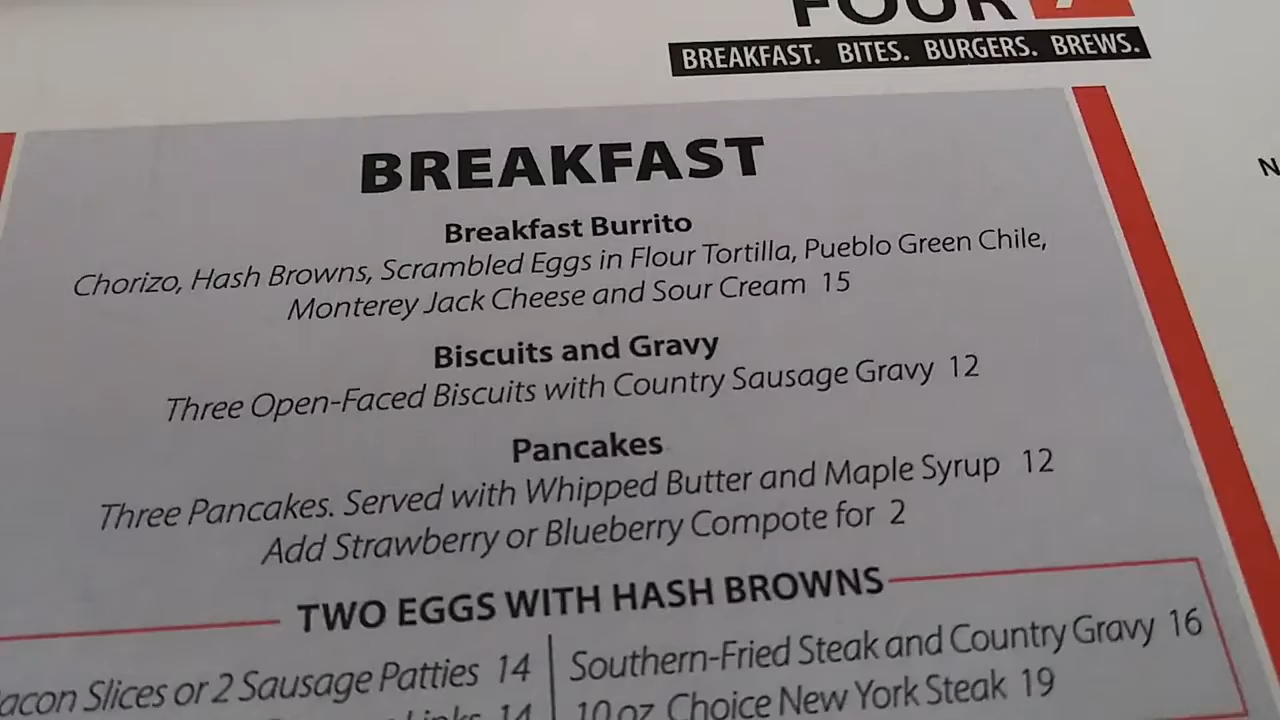 FOUR
BREAKFAST. BITES. BURGERS. BREWS.
BREAKFAST
Breakfast Burrito
Chorizo, Hash Browns, Scrambled Eggs in Flour Tortilla, Pueblo Green Chile,
Monterey Jack Cheese and Sour Cream 15
Biscuits and Gravy
Three Open-Faced Biscuits with Country Sausage Gravy 12
Pancakes
Three Pancakes. Served with Whipped Butter and Maple Syrup 12
Add Strawberry or Blueberry Compote for 2
TWO EGGS WITH HASH BROWNS
Slices or 2 Sausage Patties 14
Links 14
Southern-Fried Steak and Country Gravy 16
10 oz Choice New York Steak 19